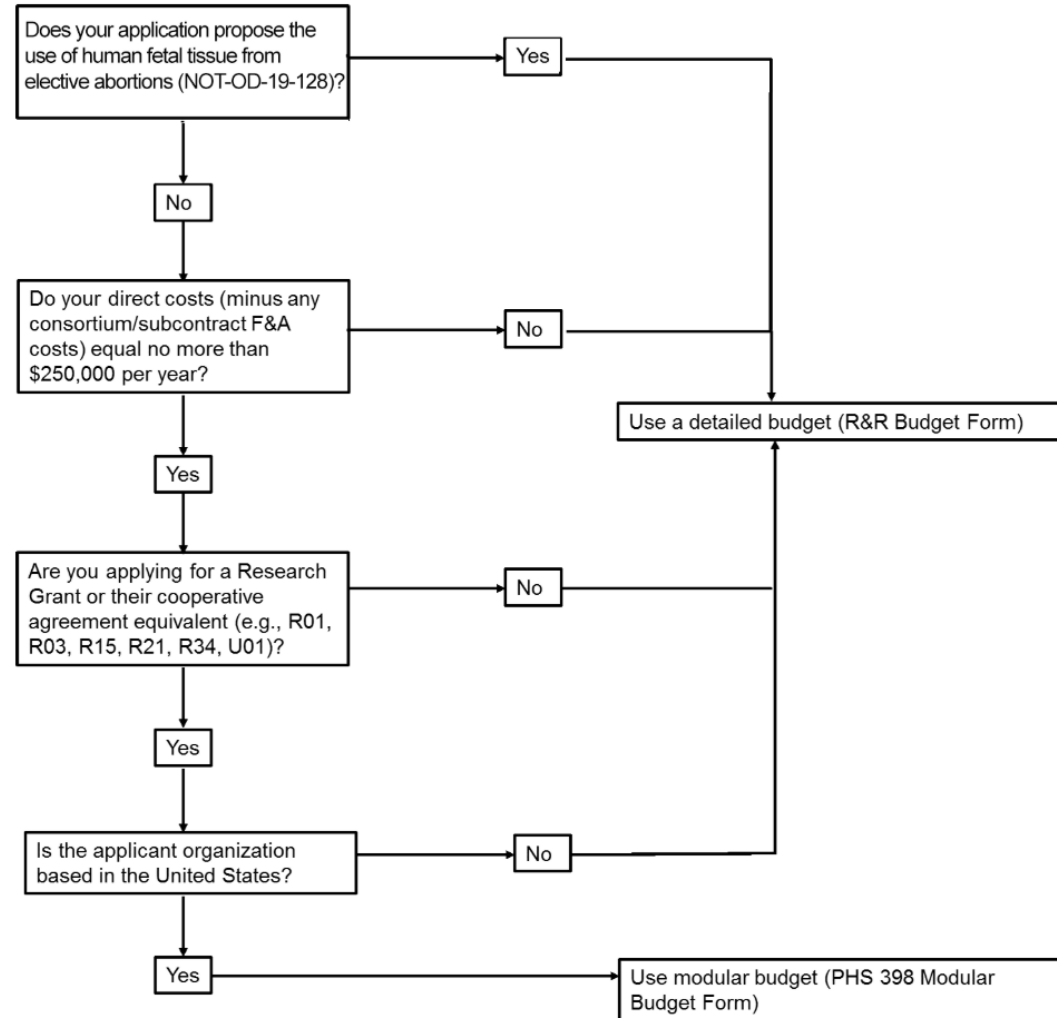 Does your application propose the
use of human fetal tissue from
elective abortions (NOT-OD-19-128)?
Yes
No
Do your direct costs (minus any
consortium/subcontract F&A
costs) equal no more than
$250,000 per year?
No
Use a detailed budget (R&R Budget Form)
Yes
Are you applying for a Research
Grant or their cooperative
agreement equivalent (e.g., R01,
R03, R15, R21, R34, U01)?
No
Yes
Is the applicant organization
based in the United States?
No
Yes
Use modular budget (PHS 398 Modular
Budget Form)